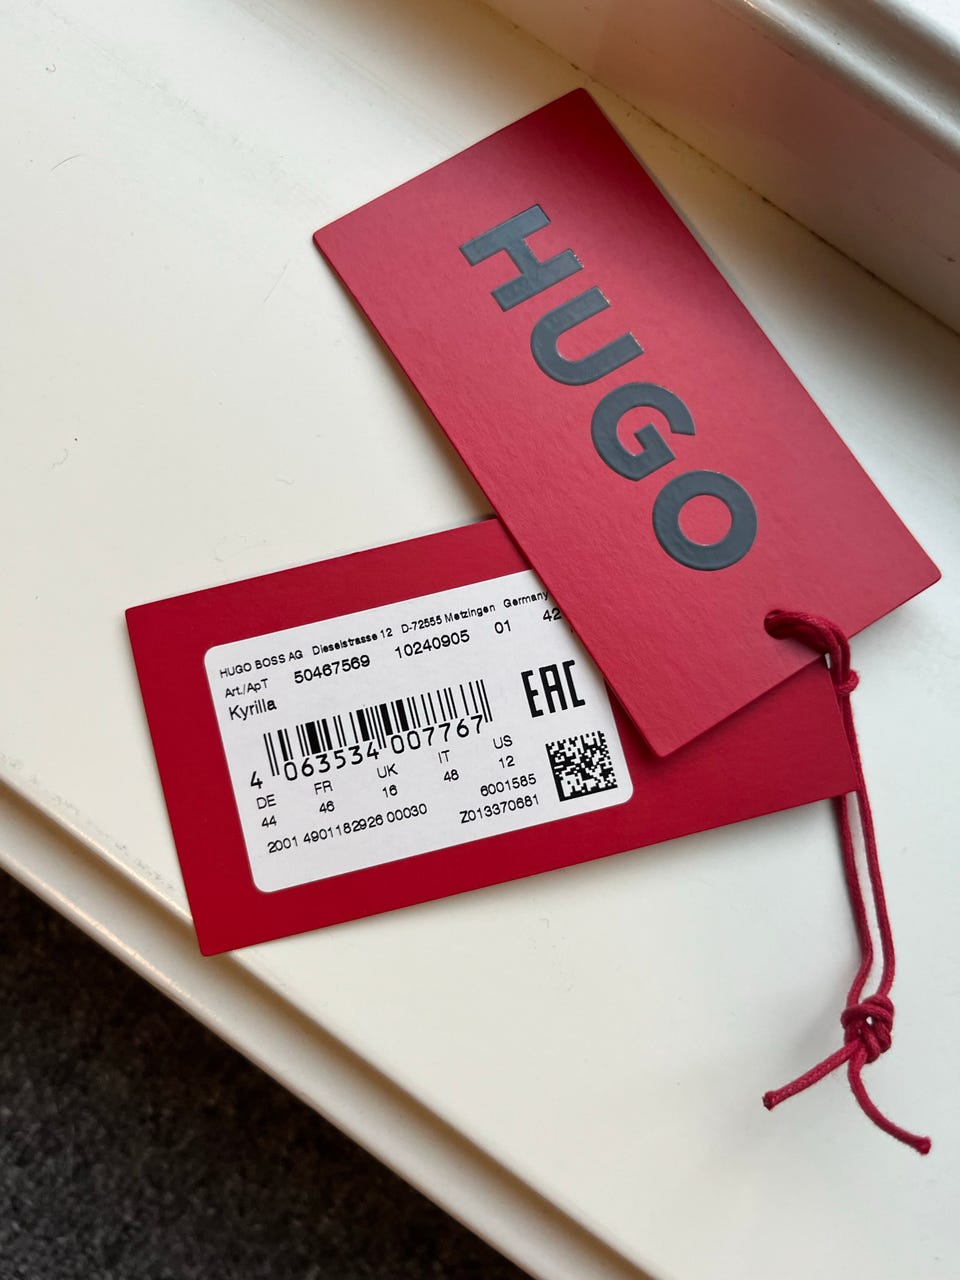 HUGO
HUGO BOSS AG Dieselstrasse 12 D-72555 Metzingen Germany
Art./ApT 50467569 10240905 01 42
Kyrilla
EAC
4 063534 007767
DE FR UK IT US
44 46 16 48 12
2001 4901182926 00030 6001585
Z013370681